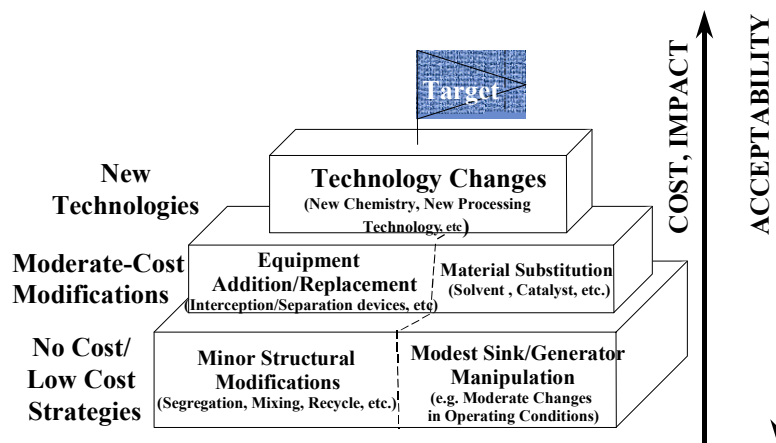 Target
COST, IMPACT
ACCEPTABILITY
New
Technologies
Technology Changes
(New Chemistry, New Processing
Technology, etc)
Moderate-Cost
Modifications
Equipment
Addition/Replacement
(Interception/Separation devices, etc)
Material Substitution
(Solvent , Catalyst, etc.)
No Cost/
Low Cost
Strategies
Minor Structural
Modifications
(Segregation, Mixing, Recycle, etc.)
Modest Sink/Generator
Manipulation
(e.g. Moderate Changes
in Operating Conditions)